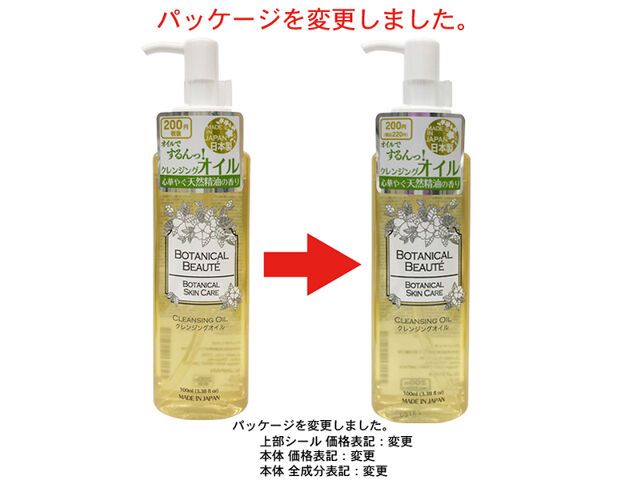 パッケージを変更しました。
200円
税抜
MADE IN JAPAN
日本製
オイルで
するんっ!
クレンジングオイル
心華やぐ天然精油の香り
BOTANICAL
BEAUTÉ
BOTANICAL
SKIN CARE
CLEANSING OIL
クレンジングオイル
100ml (3.38 fl oz)
MADE IN JAPAN
200円
(税込220円)
MADE IN JAPAN
日本製
オイルで
するんっ!
クレンジングオイル
心華やぐ天然精油の香り
BOTANICAL
BEAUTÉ
BOTANICAL
SKIN CARE
CLEANSING OIL
クレンジングオイル
100ml (3.38 fl oz)
MADE IN JAPAN
パッケージを変更しました。
上部シール 価格表記：変更
本体 価格表記：変更
本体 全成分表記：変更